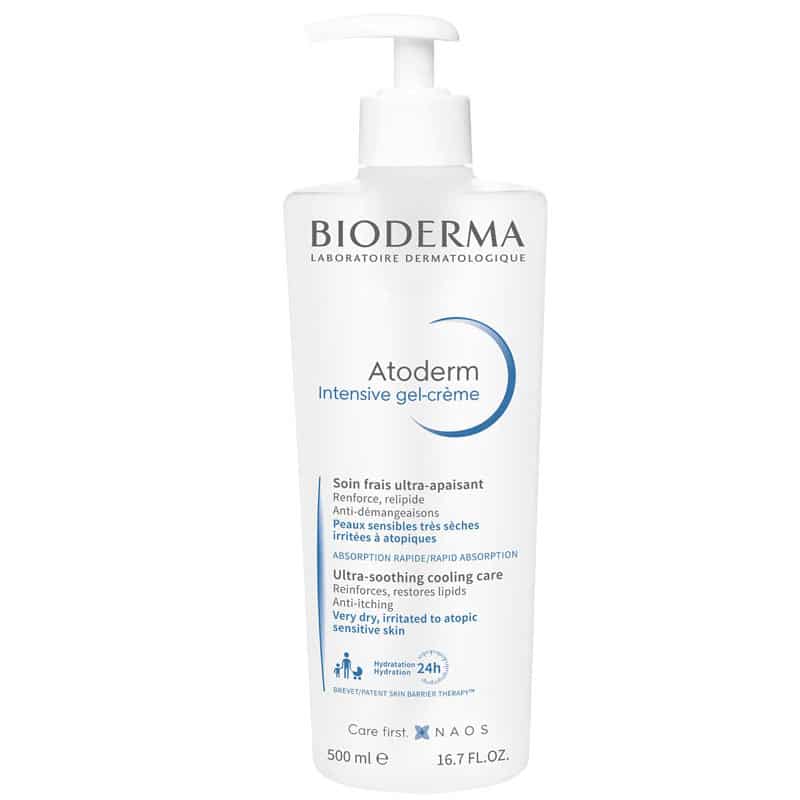 BIODERMA
LABORATOIRE DERMATOLOGIQUE
Atoderm
Intensive gel-crème
Soin frais ultra-apaisant
Renforce, relipide
Anti-démangeaisons
Peaux sensibles très sèches
irritées à atopiques
ABSORPTION RAPIDE/RAPID ABSORPTION
Ultra-soothing cooling care
Reinforces, restores lipids
Anti-itching
Very dry, irritated to atopic
sensitive skin
Hydratation
Hydration 24h
BREVET/PATENT SKIN BARRIER THERAPY™
Care first. NAOS
500 ml ℮ 16.7 FL.OZ.